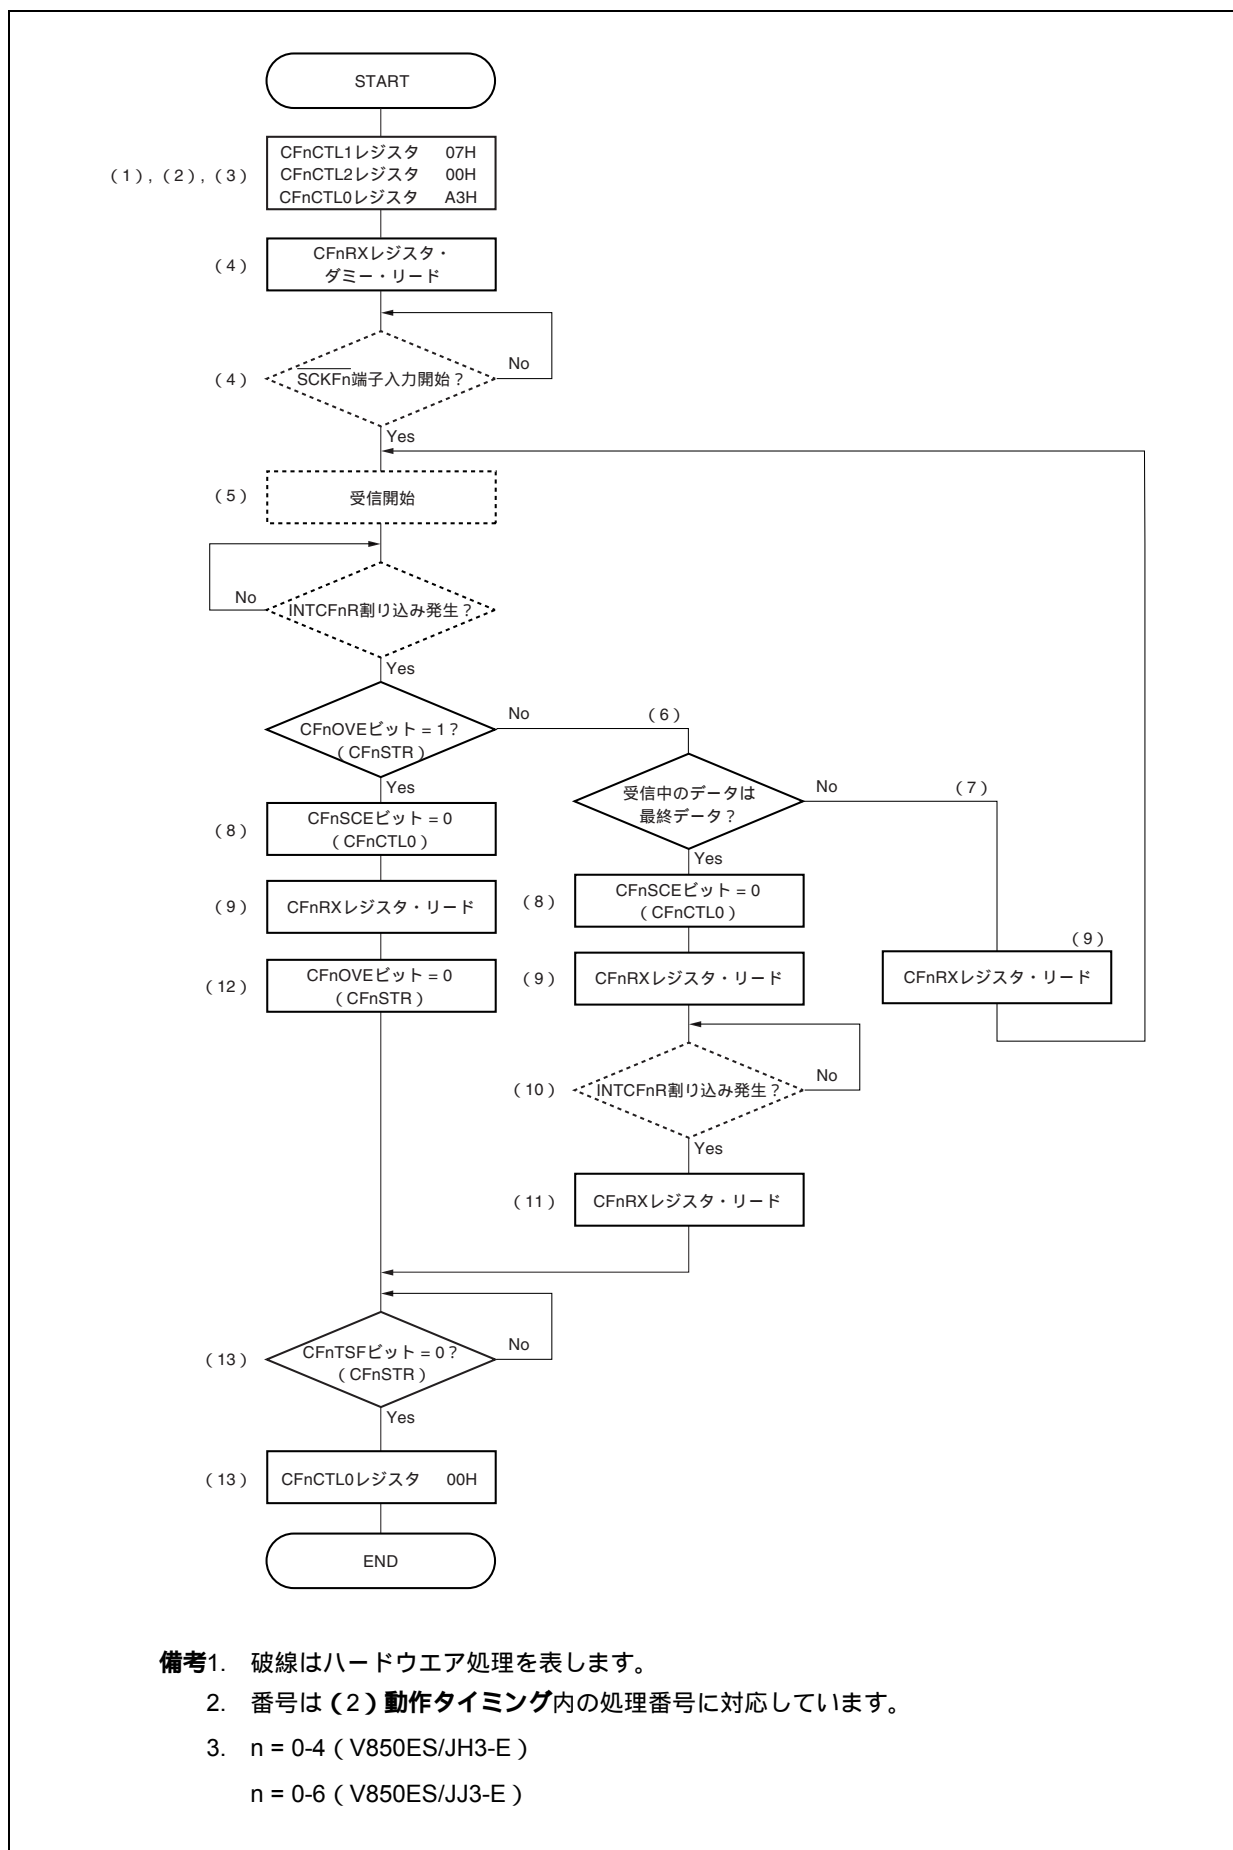 START
CFnCTL1レジスタ 07H
(1), (2), (3) CFnCTL2レジスタ 00H
CFnCTL0レジスタ A3H
(4) CFnRXレジスタ・
ダミー・リード
(4) SCKFn端子入力開始？ No
Yes
(5) 受信開始
No INTCFnR割り込み発生？
Yes
CFnOVEビット = 1？ No (6)
(CFnSTR)
Yes
受信中のデータは No (7)
最終データ？
Yes
(8) CFnSCEビット = 0
(CFnCTL0)
(9) CFnRXレジスタ・リード
(12) CFnOVEビット = 0
(CFnSTR)
(8) CFnSCEビット = 0
(CFnCTL0)
(9) CFnRXレジスタ・リード
(9)
CFnRXレジスタ・リード
(10) INTCFnR割り込み発生？ No
Yes
(11) CFnRXレジスタ・リード
(13) CFnTSFビット = 0？ No
(CFnSTR)
Yes
(13) CFnCTL0レジスタ 00H
END
備考1. 破線はハードウエア処理を表します。
2. 番号は(2)動作タイミング内の処理番号に対応しています。
3. n = 0-4 (V850ES/JH3-E)
n = 0-6 (V850ES/JJ3-E)